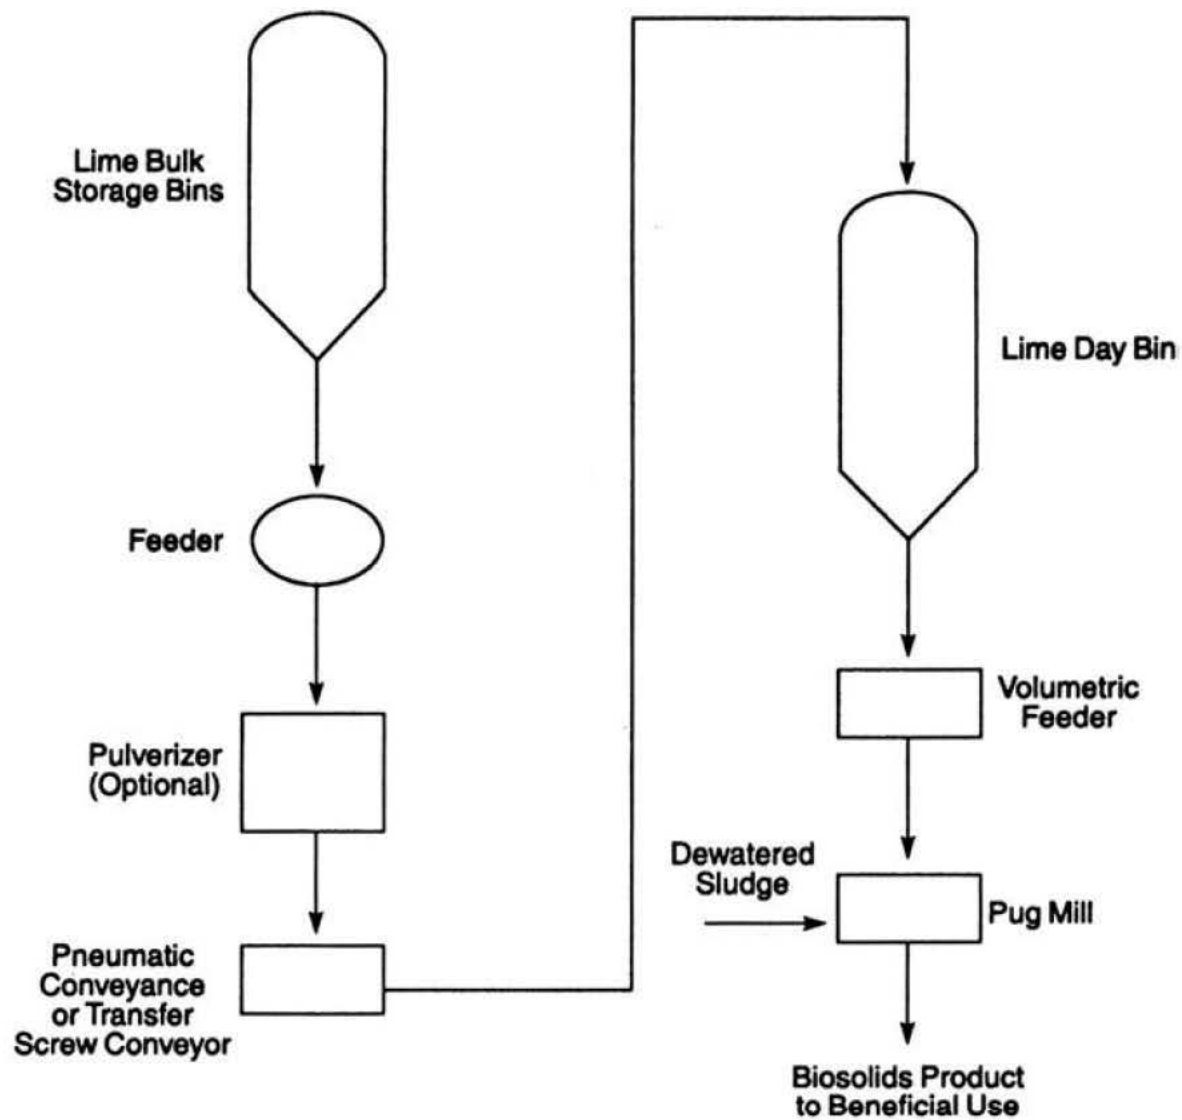 Lime Bulk
Storage Bins
Feeder
Pulverizer
(Optional)
Pneumatic
Conveyance
or Transfer
Screw Conveyor
Lime Day Bin
Volumetric
Feeder
Dewatered
Sludge
Pug Mill
Biosolids Product
to Beneficial Use